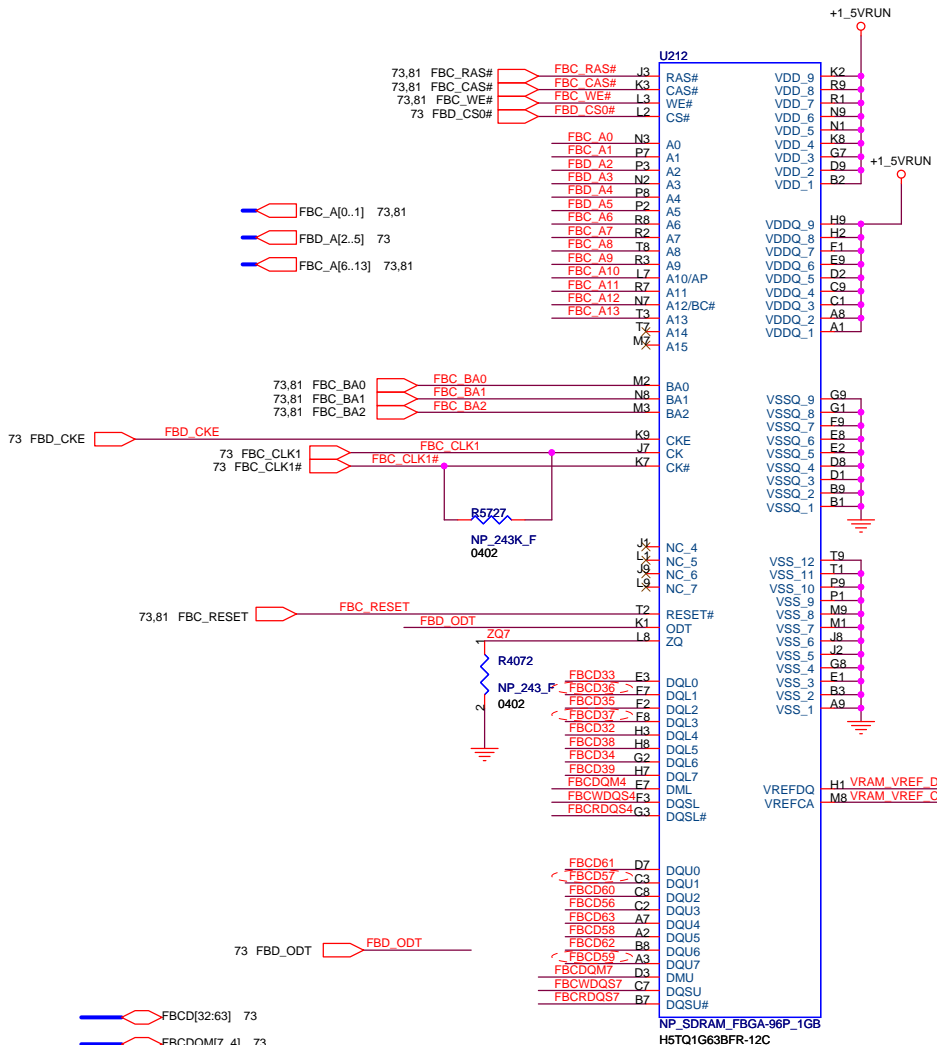 +1_5VRUN
U212
73,81 FBC_RAS# FBC_RAS# J3 RAS# VDD_9 K2
73,81 FBC_CAS# FBC_CAS# K3 CAS# VDD_8 R9
73,81 FBC_WE# FBC_WE# L3 WE# VDD_7 R1
73 FBD_CS0# FBD_CS0# L2 CS# VDD_6 N9
VDD_5 N1
FBC_A0 N3 A0 VDD_4 K8
FBC_A1 P7 A1 VDD_3 G7
FBD_A2 P3 A2 VDD_2 D9
FBD_A3 N2 A3 VDD_1 B2
+1_5VRUN
FBD_A4 P8 A4
FBD_A5 P2 A5
FBC_A[0..1] 73,81
FBC_A6 R8 A6 VDDQ_9 H9
FBD_A[2..5] 73
FBC_A7 R2 A7 VDDQ_8 H2
FBC_A8 T8 A8 VDDQ_7 F1
FBC_A[6..13] 73,81
FBC_A9 R3 A9 VDDQ_6 E9
FBC_A10 L7 A10/AP VDDQ_5 D2
FBC_A11 R7 A11 VDDQ_4 C9
FBC_A12 N7 A12/BC# VDDQ_3 C1
FBC_A13 T3 A13 VDDQ_2 A8
T7 A14 VDDQ_1 A1
M7 A15
73,81 FBC_BA0 FBC_BA0 M2 BA0
73,81 FBC_BA1 FBC_BA1 N8 BA1 VSSQ_9 G9
73,81 FBC_BA2 FBC_BA2 M3 BA2 VSSQ_8 G1
VSSQ_7 F9
73 FBD_CKE FBD_CKE K9 CKE VSSQ_6 E8
73 FBC_CLK1 FBC_CLK1 J7 CK VSSQ_5 E2
73 FBC_CLK1# FBC_CLK1# K7 CK# VSSQ_4 D8
VSSQ_3 D1
VSSQ_2 B9
VSSQ_1 B1
R5727
NP_243K_F
0402
J1 NC_4
L1 NC_5 VSS_12 T9
J9 NC_6 VSS_11 T1
L9 NC_7 VSS_10 P9
VSS_9 P1
73,81 FBC_RESET FBC_RESET T2 RESET# VSS_8 M9
FBD_ODT K1 ODT VSS_7 M1
1 ZQ7 L8 ZQ VSS_6 J8
VSS_5 J2
R4072
VSS_4 G8
FBCD33 E3 DQL0 VSS_3 E1
NP_243_F
FBCD36 F7 DQL1 VSS_2 B3
0402
2
FBCD35 F2 DQL2 VSS_1 A9
FBCD37 F8 DQL3
FBCD32 H3 DQL4
FBCD38 H8 DQL5
FBCD34 G2 DQL6
FBCD39 H7 DQL7
FBCDQM4 E7 DML VREFDQ H1 VRAM_VREF_D
FBCWDQS4 F3 DQSL VREFCA M8 VRAM_VREF_C
FBCRDQS4 G3 DQSL#
FBCD61 D7 DQU0
FBCD57 C3 DQU1
FBCD60 C8 DQU2
FBCD56 C2 DQU3
FBCD63 A7 DQU4
FBCD58 A2 DQU5
FBCD62 B8 DQU6
73 FBD_ODT FBD_ODT
FBCD59 A3 DQU7
FBCDQM7 D3 DMU
FBCWDQS7 C7 DQSU
FBCRDQS7 B7 DQSU#
FBCD[32:63] 73
NP_SDRAM_FBGA-96P_1GB
H5TQ1G63BFR-12C
FBCDQM[7..4] 73